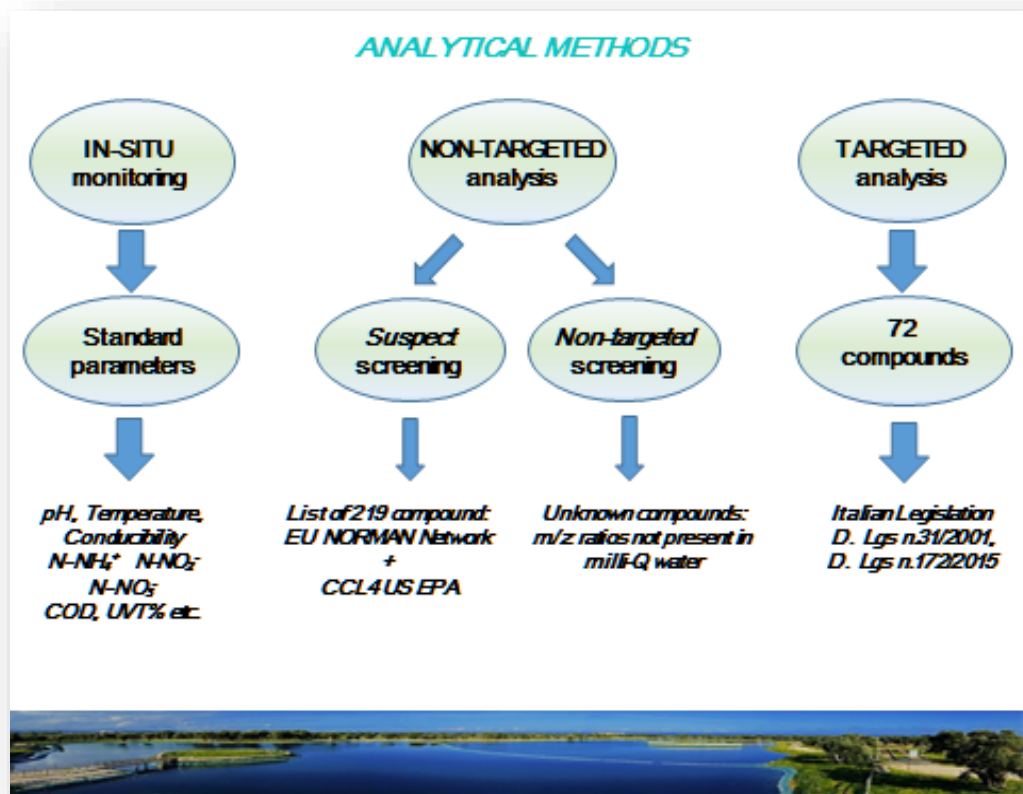 ANALYTICAL METHODS
IN-SITU
monitoring
NON-TARGETED
analysis
TARGETED
analysis
Standard
parameters
Suspect
screening
Non-targeted
screening
72
compounds
pH, Temperature,
Conducibility
N-NH₄⁺ N-NO₂⁻
N-NO₃⁻
COD, UVT% etc.
List of 219 compound:
EU NORMAN Network
+
CCL4 US EPA
Unknown compounds:
m/z ratios not present in
milli-Q water
Italian Legislation
D. Lgs n.31/2001,
D. Lgs n.172/2015